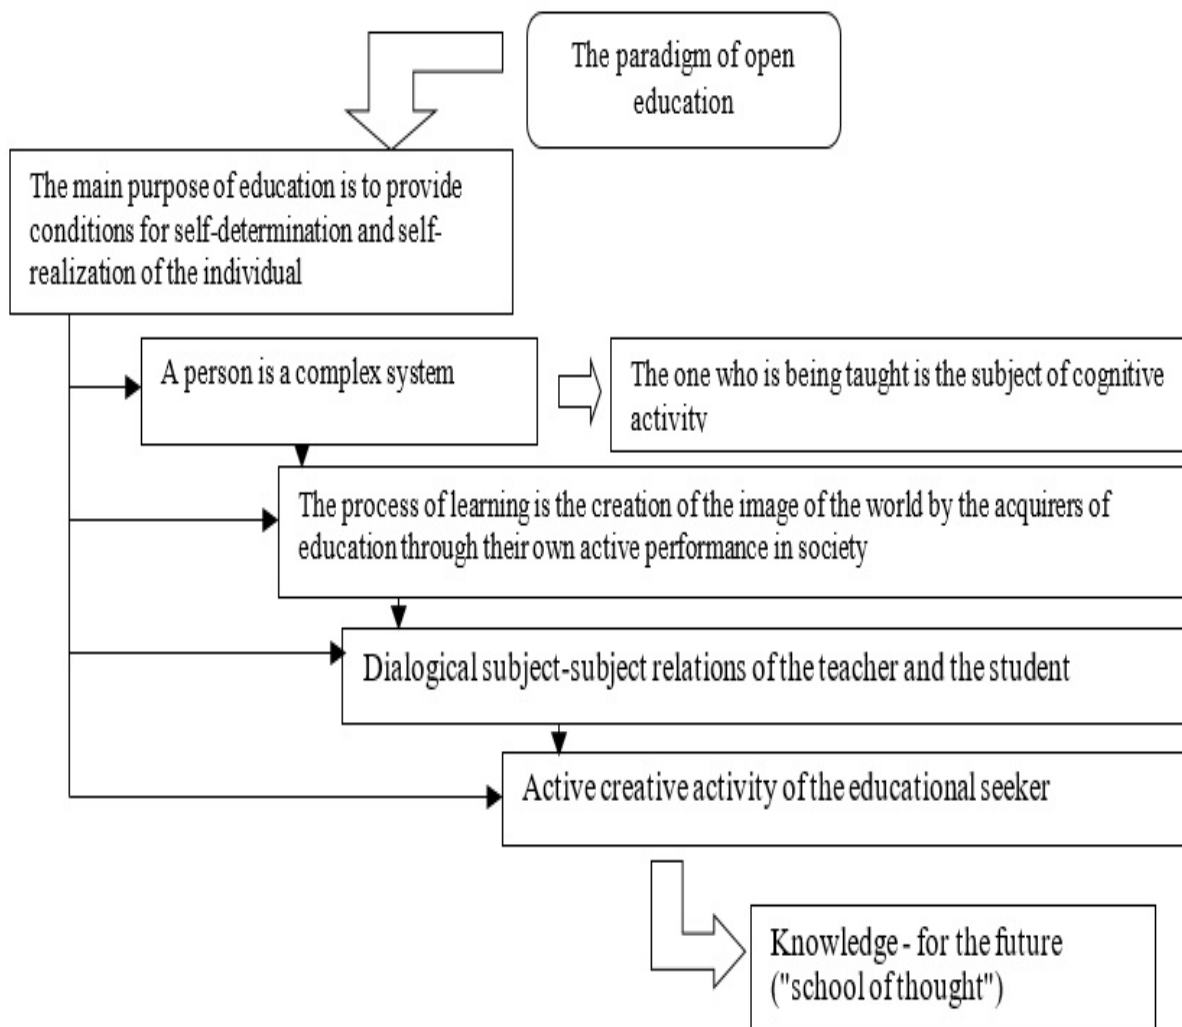 The paradigm of open
education
The main purpose of education is to provide
conditions for self-determination and self-
realization of the individual
A person is a complex system
The one who is being taught is the subject of cognitive
activity
The process of learning is the creation of the image of the world by the acquirers of
education through their own active performance in society
Dialogical subject-subject relations of the teacher and the student
Active creative activity of the educational seeker
Knowledge - for the future
("school of thought")